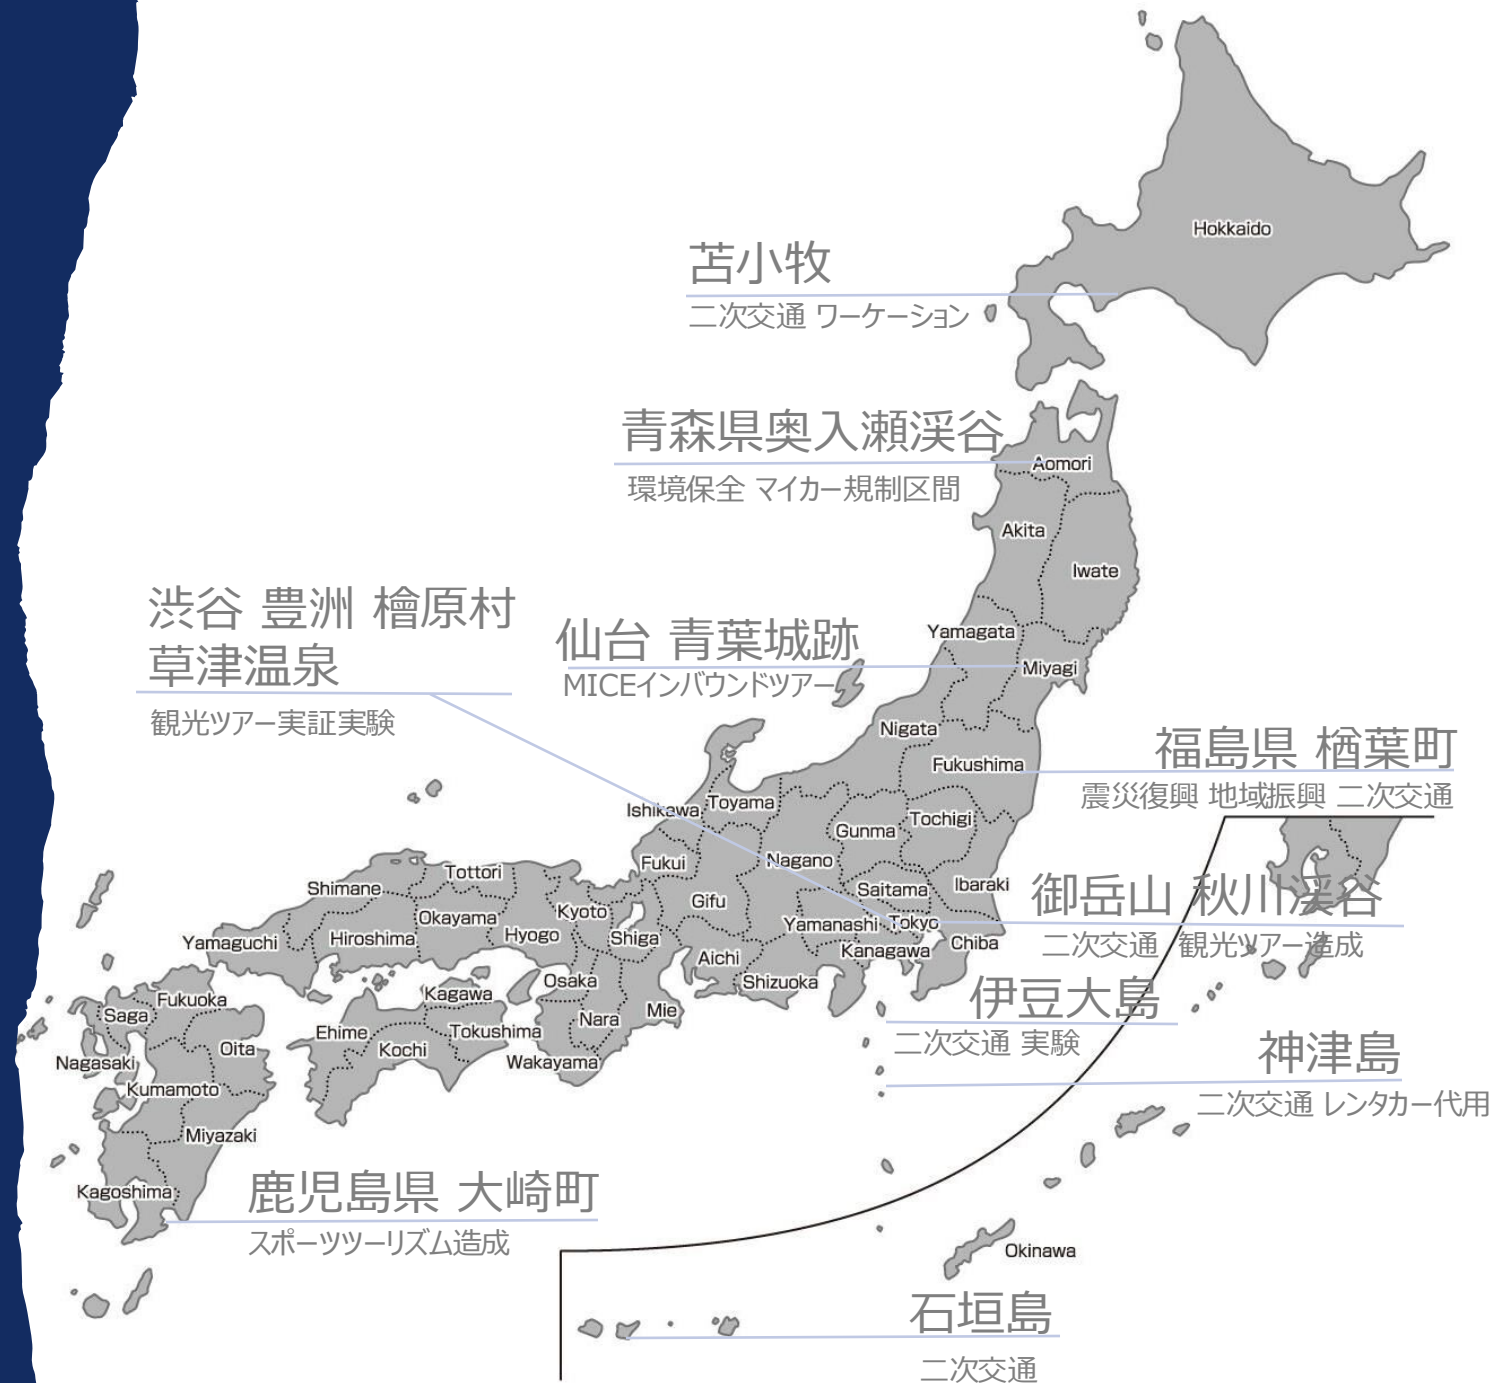 Hokkaido
苫小牧
二次交通 ワーケーション
青森県奥入瀬渓谷
Aomori
環境保全 マイカー規制区間
Akita
Iwate
渋谷 豊洲 檜原村
草津温泉
観光ツアー実証実験
仙台 青葉城跡
MICEインバウンドツアー
Yamagata
Miyagi
Nigata
福島県 楢葉町
Fukushima
震災復興 地域振興 二次交通
Ishikawa
Toyama
Gunma
Tochigi
Fukui
Nagano
Saitama
Ibaraki
Tottori
Shimane
Gifu
御岳山 秋川渓谷
Okayama
Kyoto
Yamanashi
Tokyo
Hiroshima
Hyogo
Shiga
Yamaguchi
Aichi
Kanagawa
Chiba
二次交通 観光ツアー造成
Osaka
Shizuoka
Kagawa
Fukuoka
Saga
Nara
Mie
伊豆大島
二次交通 実験
Ehime
Tokushima
Kochi
Oita
Nagasaki
Wakayama
神津島
二次交通 レンタカー代用
Kumamoto
Miyazaki
Kagoshima
鹿児島県 大崎町
スポーツツーリズム造成
Okinawa
石垣島
二次交通